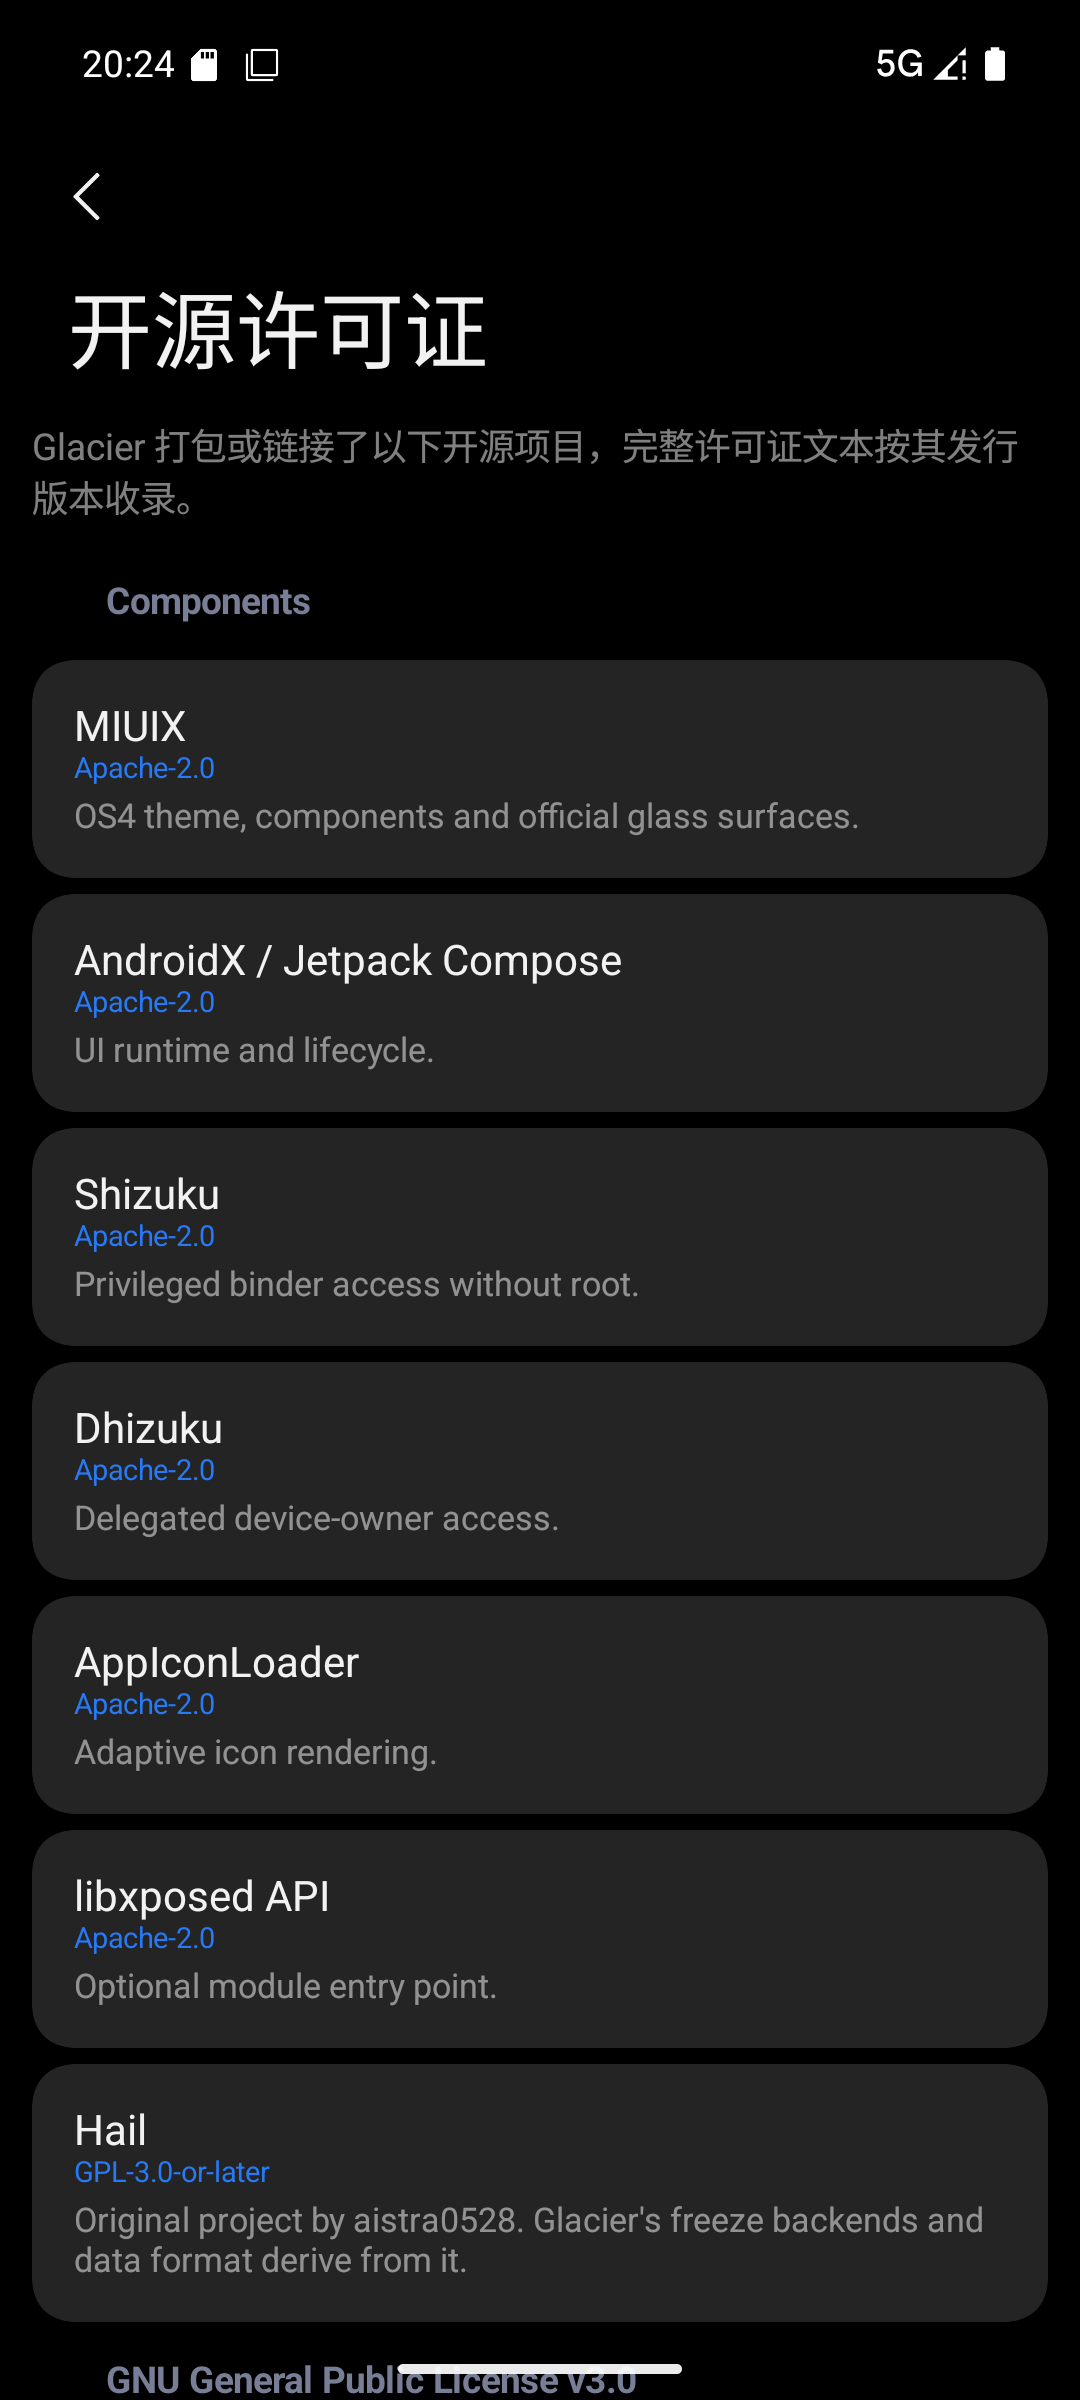 20:24
5G
开源许可证
Glacier 打包或链接了以下开源项目，完整许可证文本按其发行
版本收录。
Components
MIUIX
Apache-2.0
OS4 theme, components and official glass surfaces.
AndroidX / Jetpack Compose
Apache-2.0
UI runtime and lifecycle.
Shizuku
Apache-2.0
Privileged binder access without root.
Dhizuku
Apache-2.0
Delegated device-owner access.
AppIconLoader
Apache-2.0
Adaptive icon rendering.
libxposed API
Apache-2.0
Optional module entry point.
Hail
GPL-3.0-or-later
Original project by aistra0528. Glacier's freeze backends and
data format derive from it.
GNU General Public License v3.0